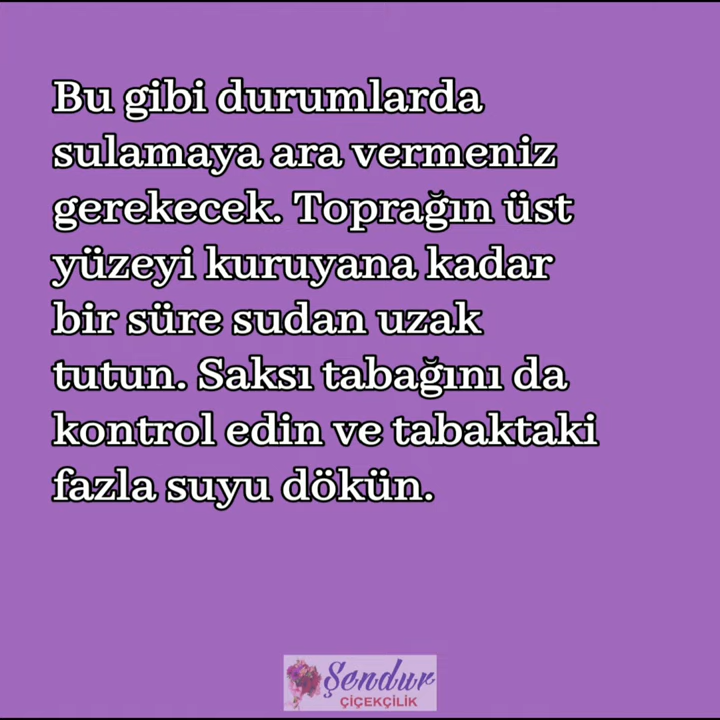 Bu gibi durumlarda
sulamaya ara vermeniz
gerekecek. Toprağın üst
yüzeyi kuruyana kadar
bir süre sudan uzak
tutun. Saksı tabağını da
kontrol edin ve tabaktaki
fazla suyu dökün.
Şendur
ÇİÇEKÇİLİK